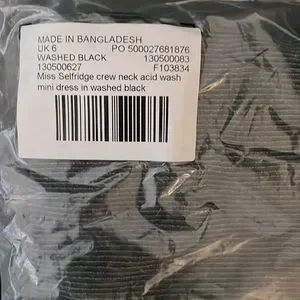 MADE IN BANGLADESH
UK 6 PO 500027681876
WASHED BLACK 130500083
130500627 F103834
Miss Selfridge crew neck acid wash
mini dress in washed black